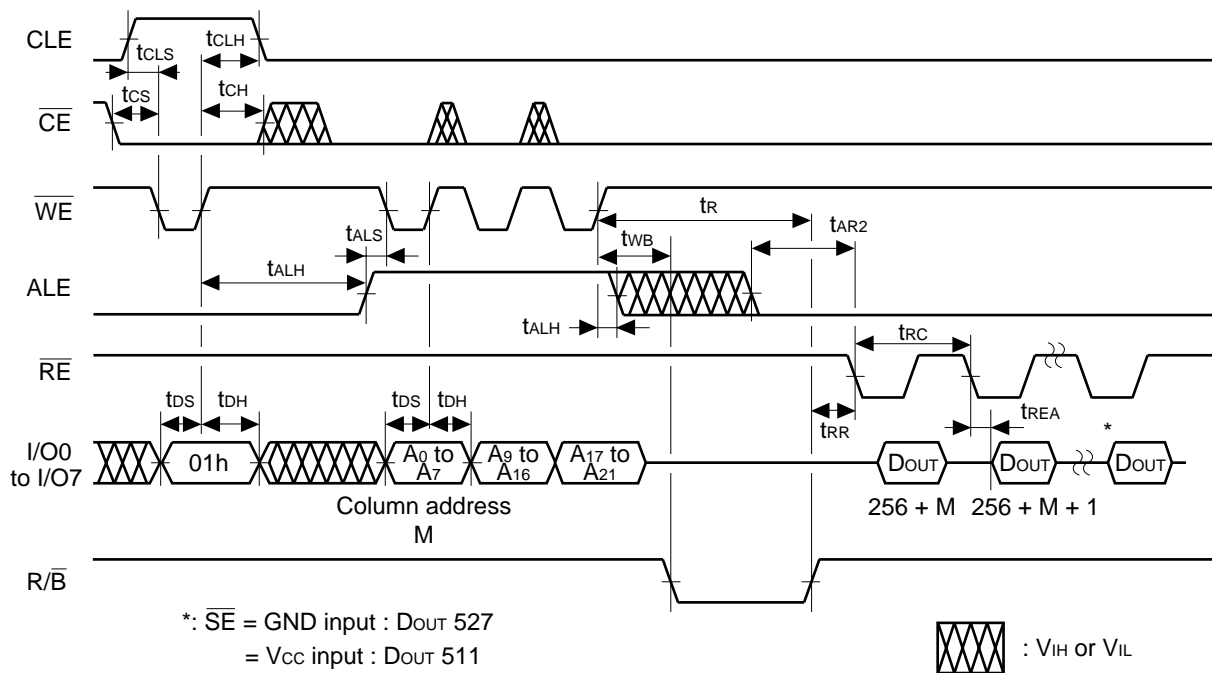 CLE
tCLS
tCLH
CE
tCS
tCH
WE
tALS
tALH
tR
tWB
tAR2
ALE
tALH
RE
tRC
tDS
tDH
tDS
tDH
tRR
tREA
*
I/O0
to I/O7
01h
A0 to
A7
A9 to
A16
A17 to
A21
DOUT
DOUT
DOUT
Column address
M
256 + M
256 + M + 1
R/B
*: SE = GND input : DOUT 527
= VCC input : DOUT 511
: VIH or VIL